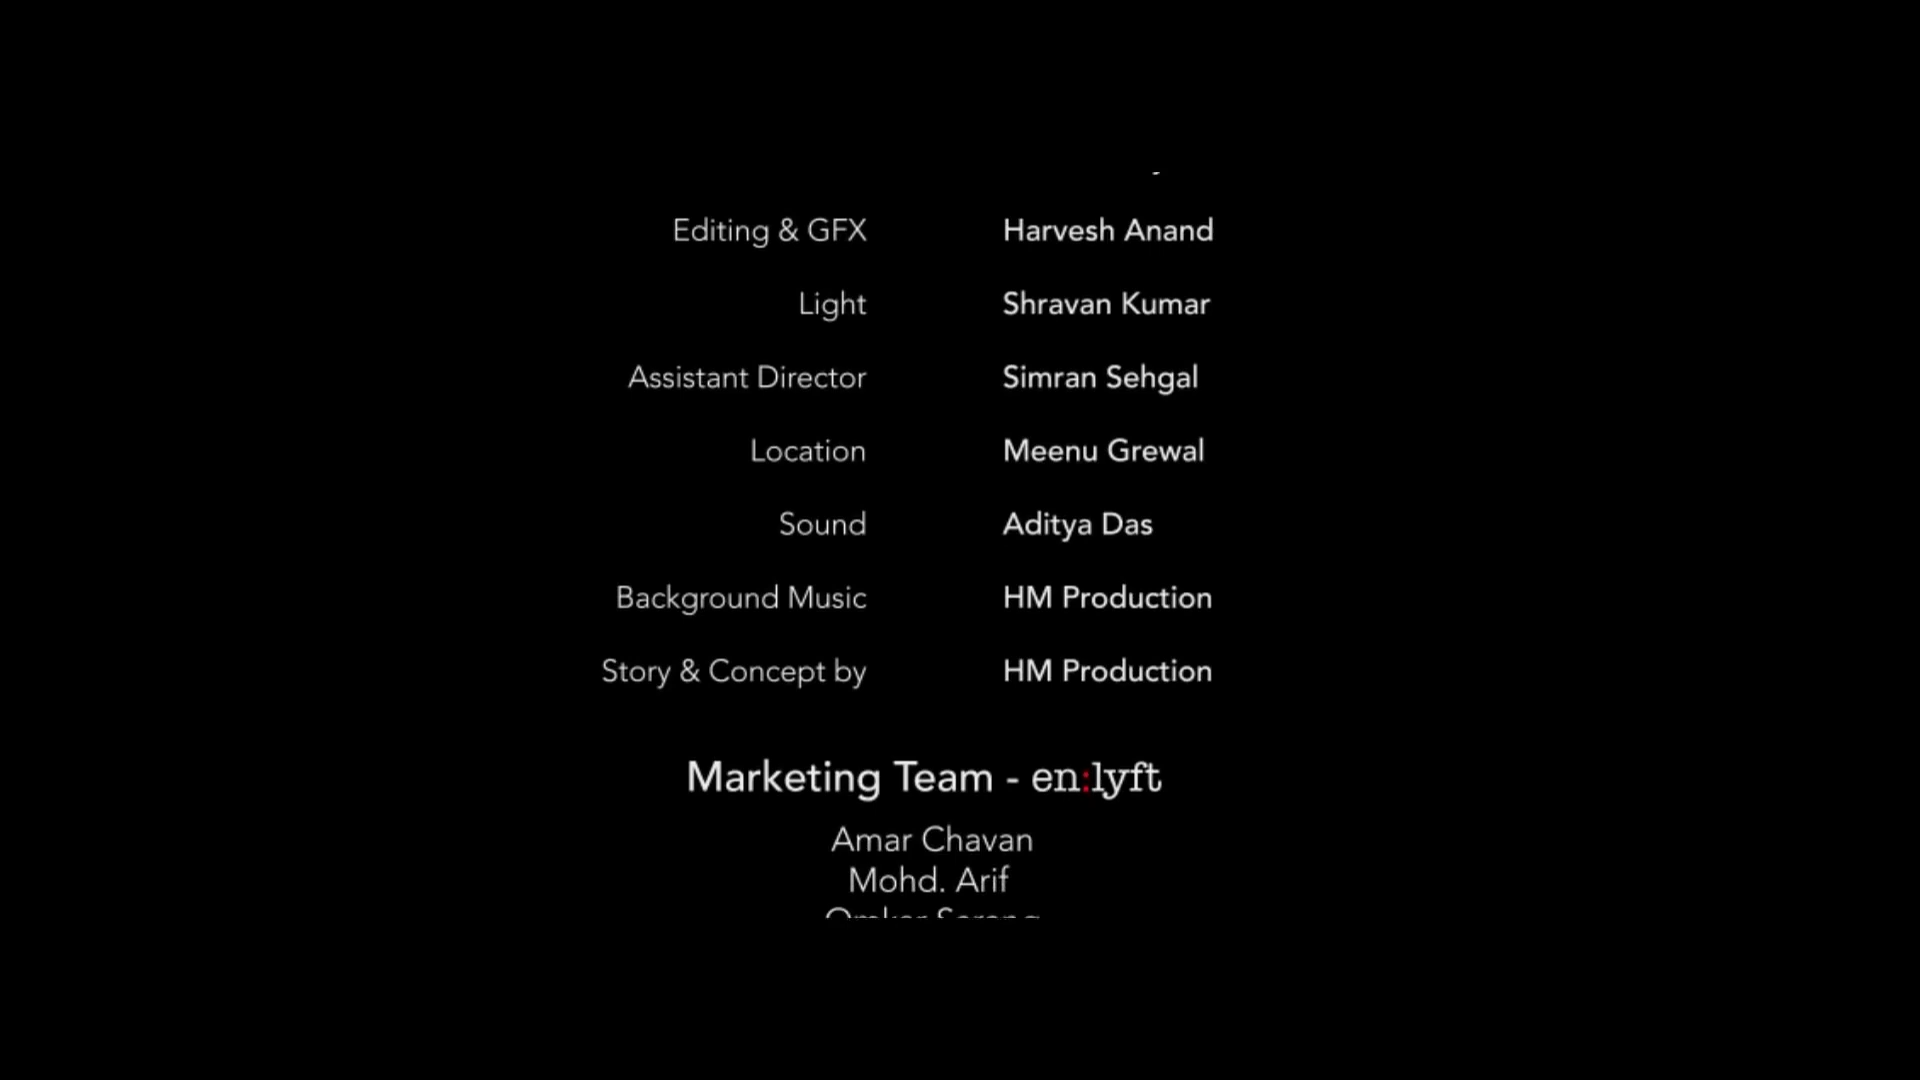 Editing & GFX Harvesh Anand
Light Shravan Kumar
Assistant Director Simran Sehgal
Location Meenu Grewal
Sound Aditya Das
Background Music HM Production
Story & Concept by HM Production
Marketing Team - en:lyft
Amar Chavan
Mohd. Arif